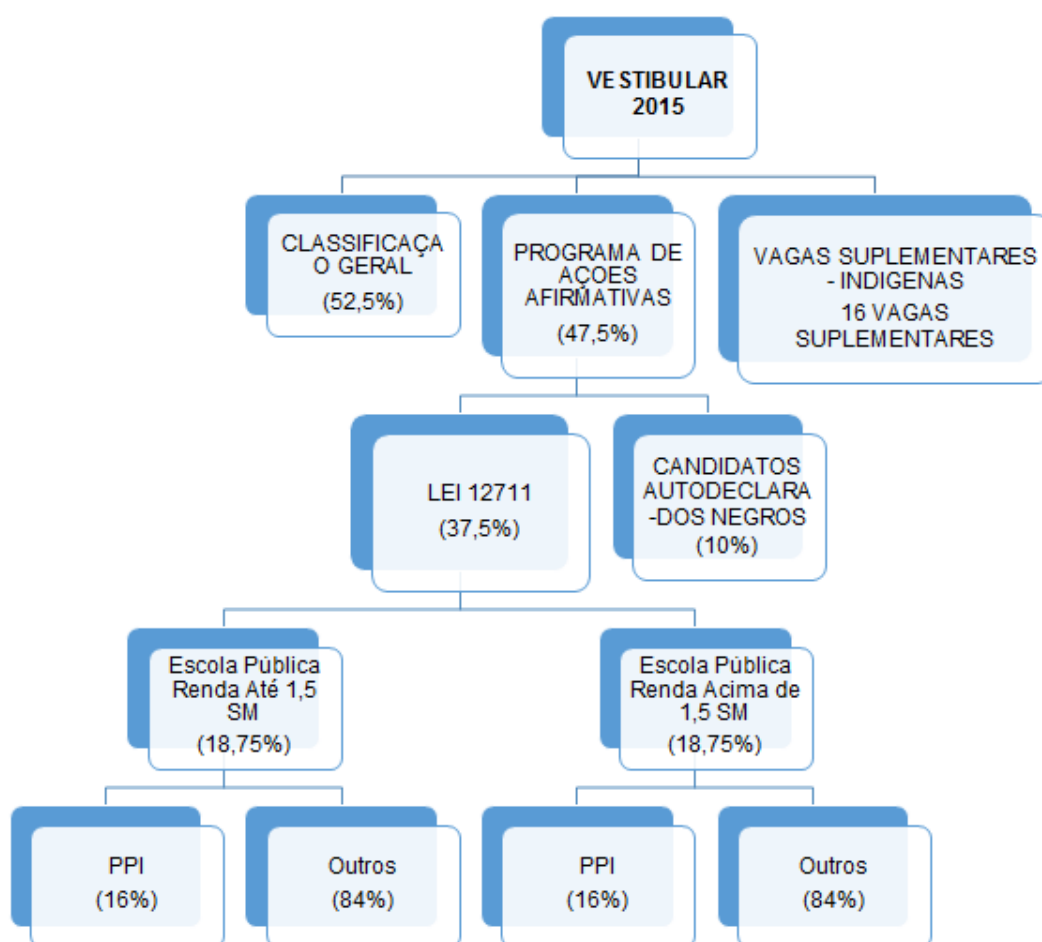 VESTIBULAR
2015
CLASSIFICAÇA
O GERAL
(52,5%)
PROGRAMA DE
AÇOES
AFIRMATIVAS
(47,5%)
VAGAS SUPLEMENTARES
- INDIGENAS
16 VAGAS
SUPLEMENTARES
LEI 12711
(37,5%)
CANDIDATOS
AUTODECLARA
-DOS NEGROS
(10%)
Escola Pública
Renda Até 1,5
SM
(18,75%)
Escola Pública
Renda Acima de
1,5 SM
(18,75%)
PPI
(16%)
Outros
(84%)
PPI
(16%)
Outros
(84%)